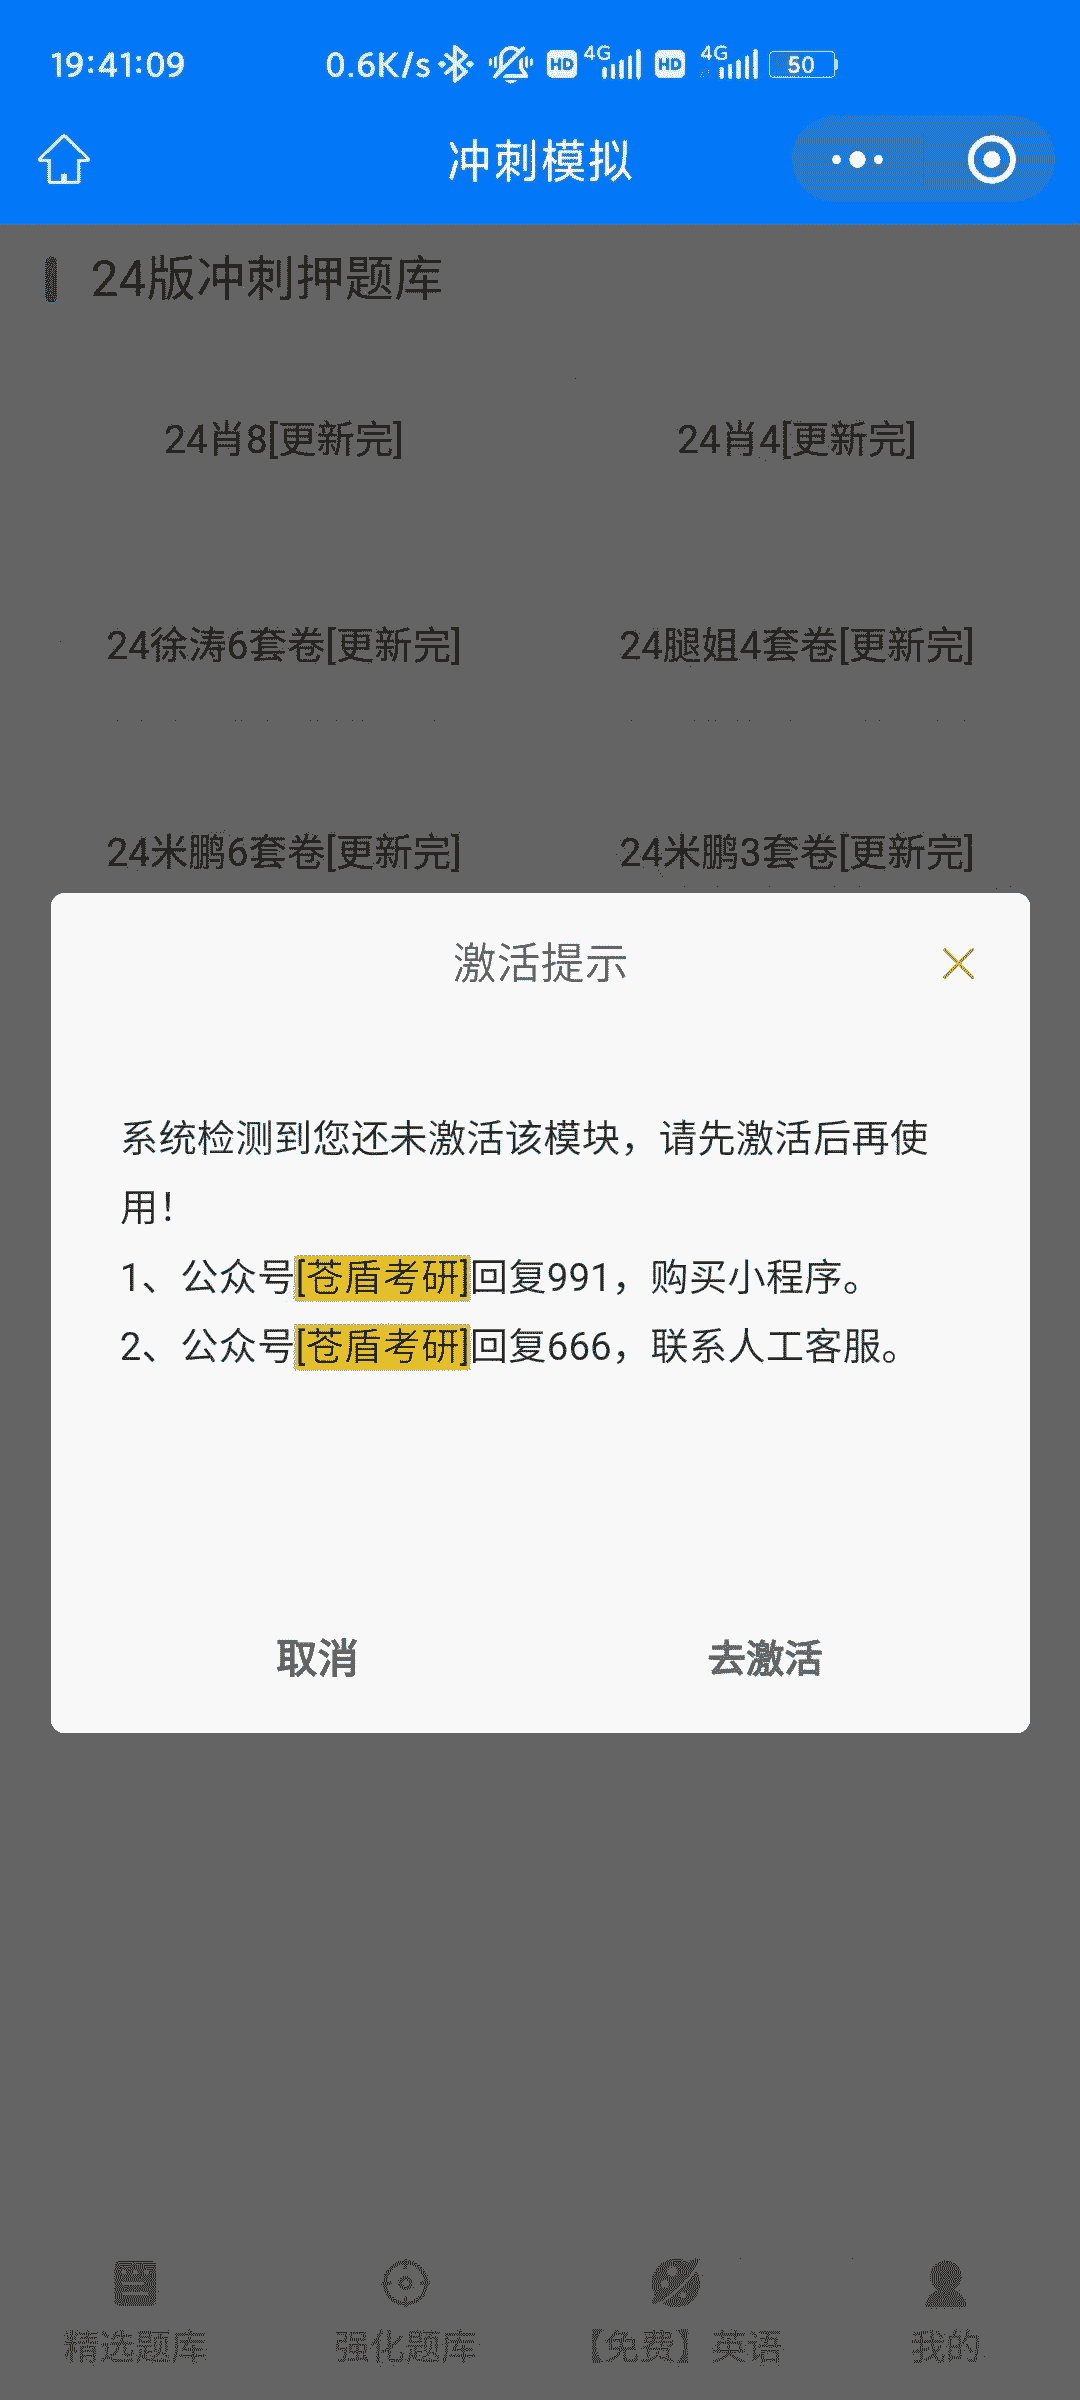 19:41:09 0.6K/s HD 4G HD 4G 50
冲刺模拟
24版冲刺押题库
24肖8[更新完] 24肖4[更新完]
24徐涛6套卷[更新完] 24腿姐4套卷[更新完]
24米鹏6套卷[更新完] 24米鹏3套卷[更新完]
激活提示
系统检测到您还未激活该模块，请先激活后再使
用！
1、公众号[苍盾考研]回复991，购买小程序。
2、公众号[苍盾考研]回复666，联系人工客服。
取消 去激活
精选题库 强化题库 【免费】英语 我的